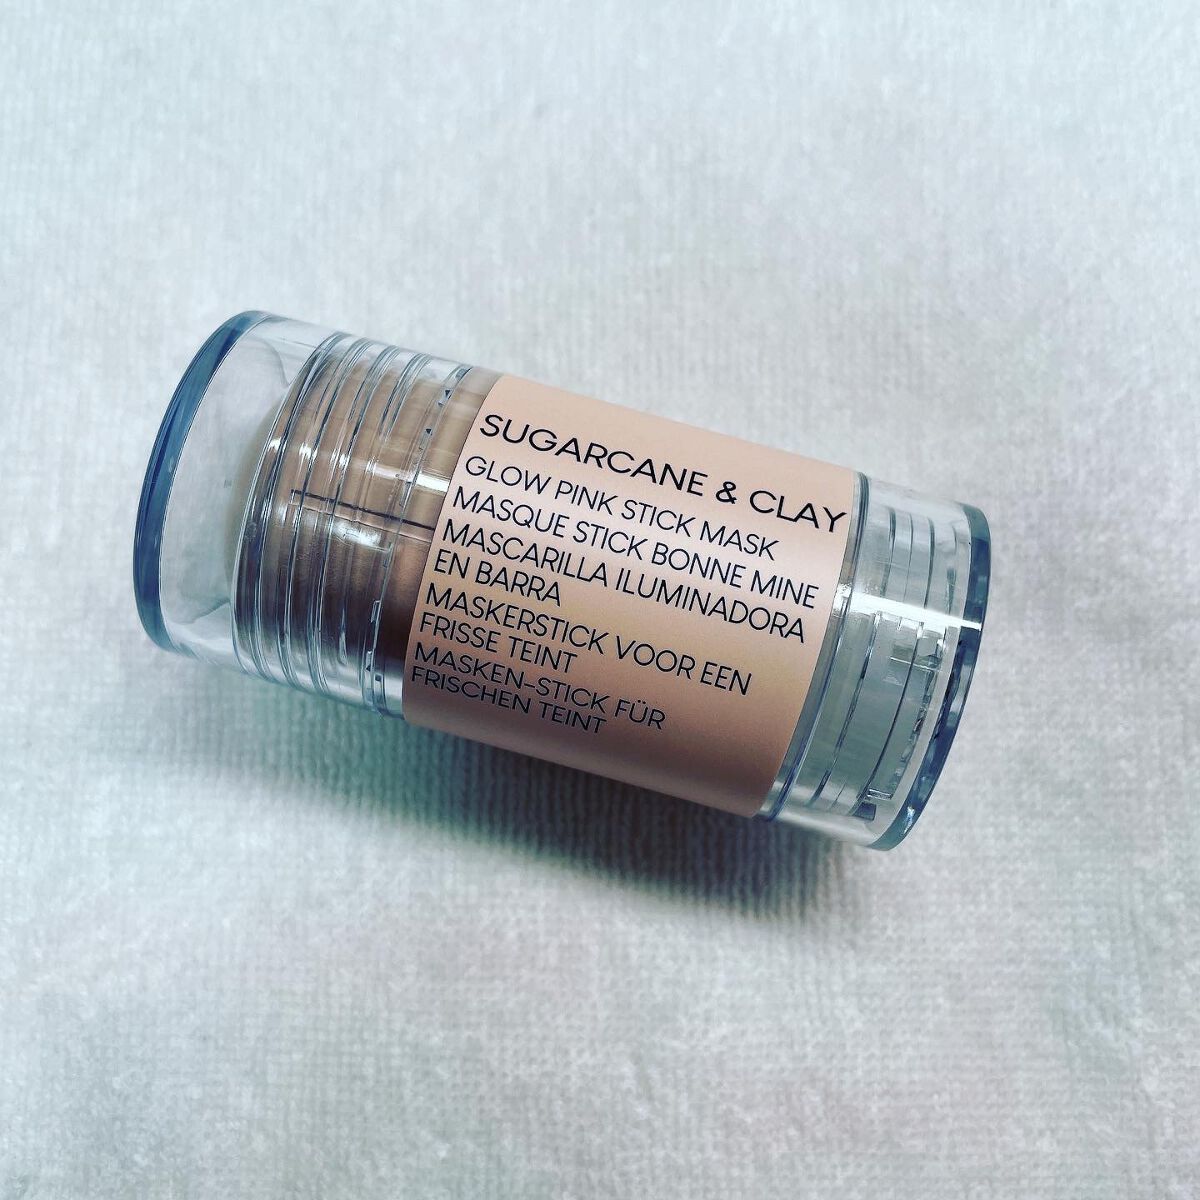 SUGARCANE & CLAY
GLOW PINK STICK MASK
MASQUE STICK BONNE MINE
MASCARILLA ILUMINADORA
EN BARRA
MASKERSTICK VOOR EEN
FRISSE TEINT
MASKEN-STICK FÜR
FRISCHEN TEINT